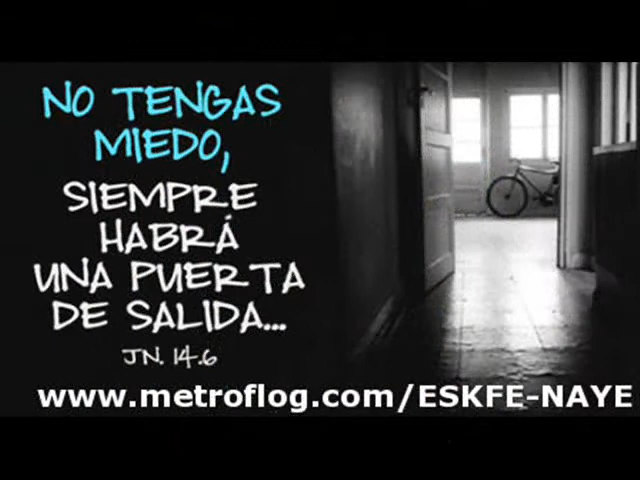 NO TENGAS
MIEDO,
SIEMPRE
HABRÁ
UNA PUERTA
DE SALIDA...
JN. 14.6
www.metroflog.com/ESKFE-NAYE